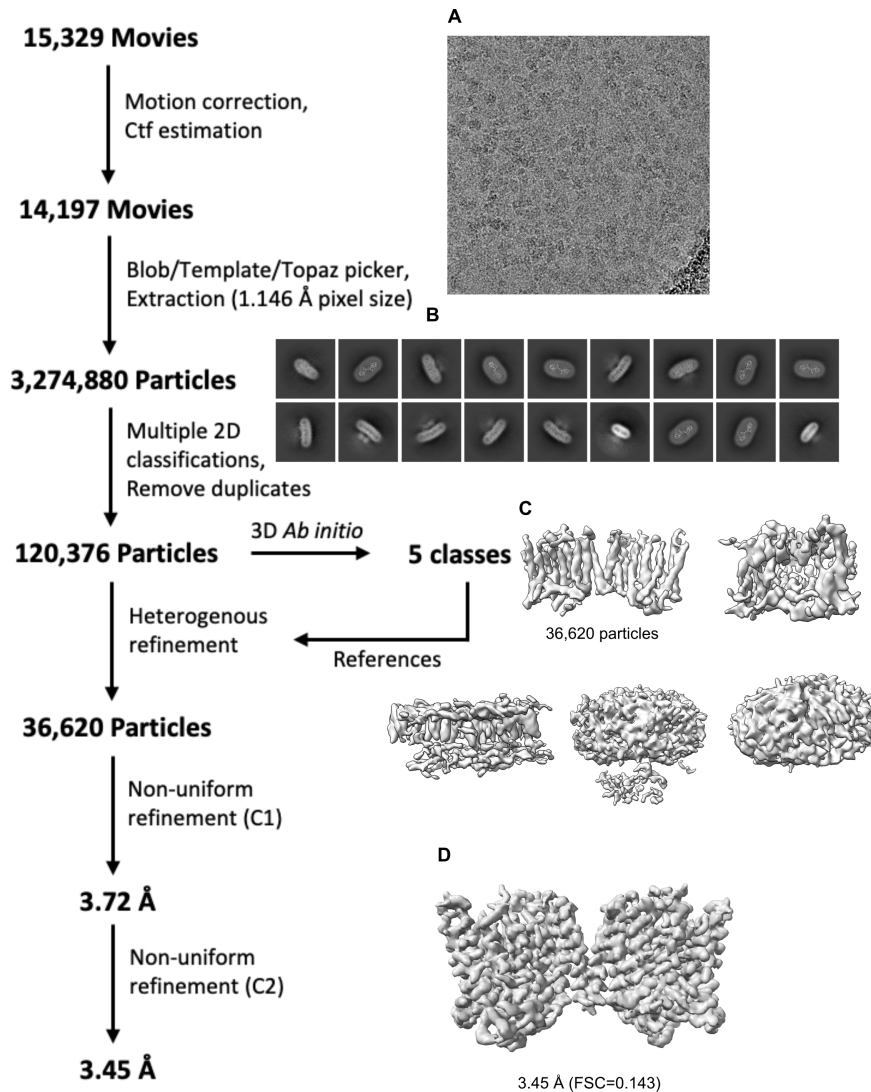 15,329 Movies
Motion correction,
Ctf estimation
14,197 Movies
Blob/Template/Topaz picker,
Extraction (1.146 Å pixel size)
3,274,880 Particles
Multiple 2D
classifications,
Remove duplicates
120,376 Particles
3D Ab initio
5 classes
Heterogenous
refinement
References
36,620 Particles
Non-uniform
refinement (C1)
3.72 Å
Non-uniform
refinement (C2)
3.45 Å
A
B
C
36,620 particles
D
3.45 Å (FSC=0.143)